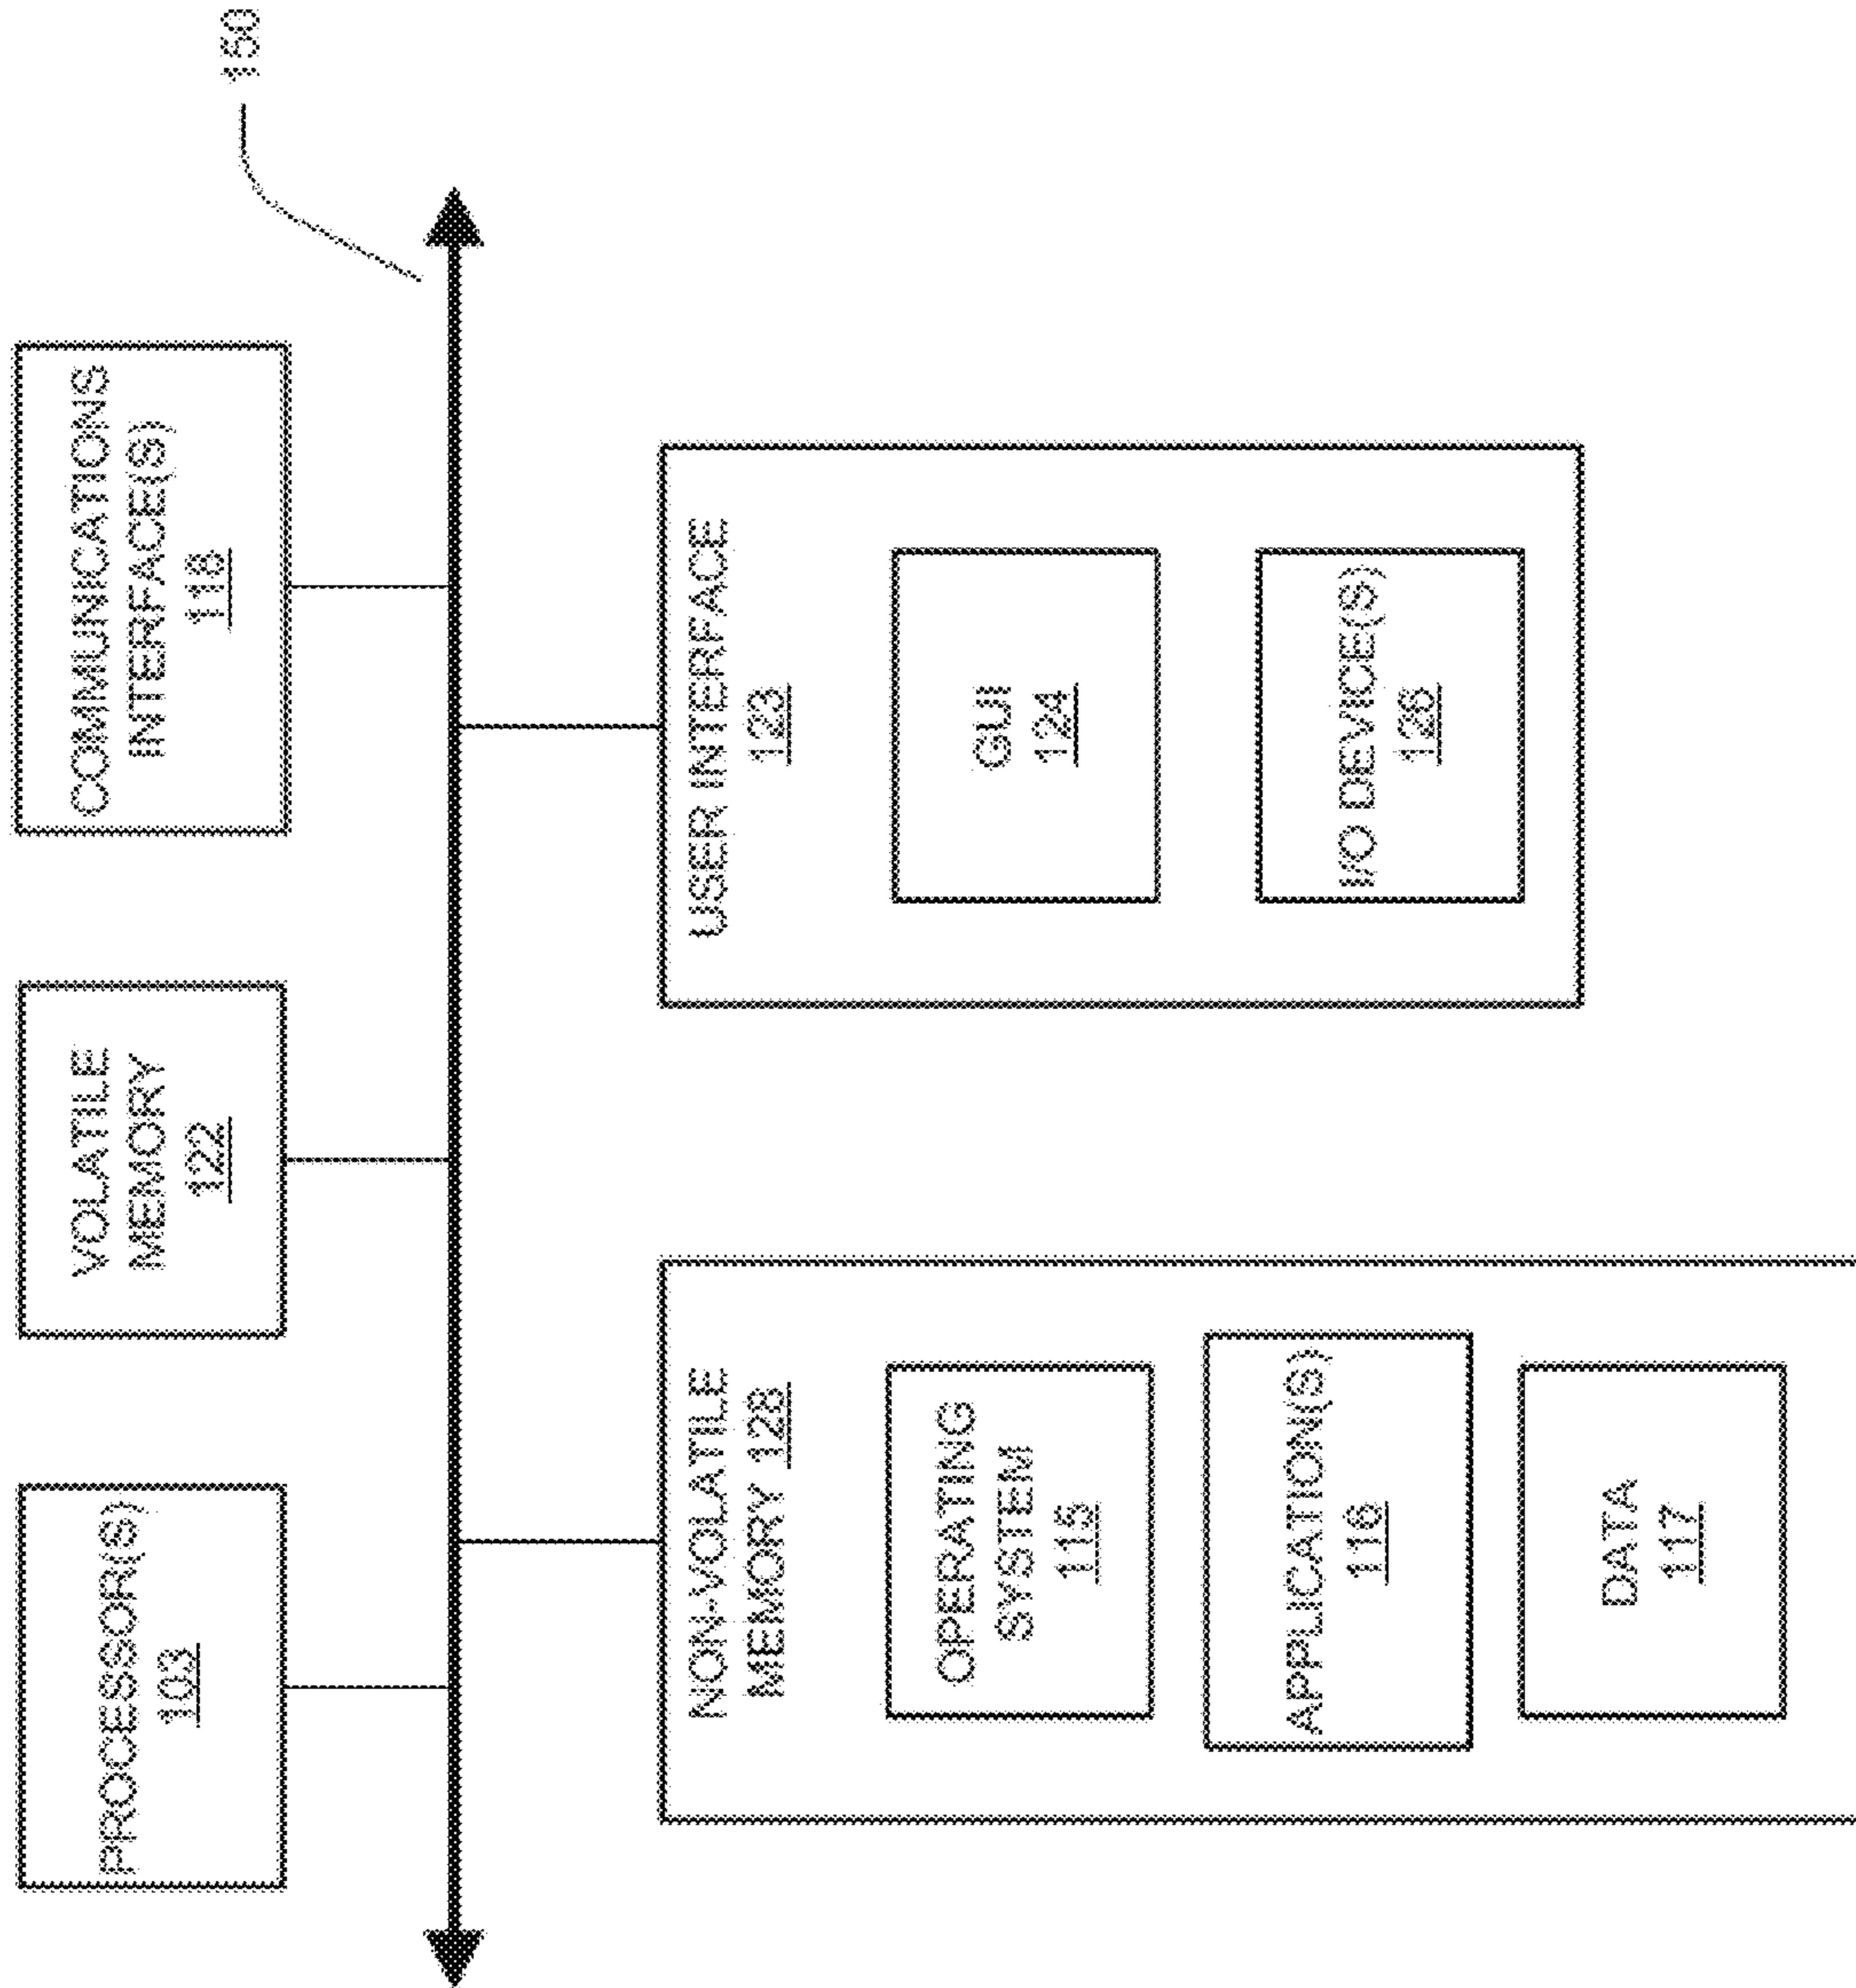 PROCESSOR(S)
103
VOLATILE
MEMORY
122
COMMUNICATIONS
INTERFACE(S)
118
150
NON-VOLATILE
MEMORY 128
OPERATING
SYSTEM
115
APPLICATION(S)
116
DATA
117
USER INTERFACE
123
GUI
124
I/O DEVICE(S)
126